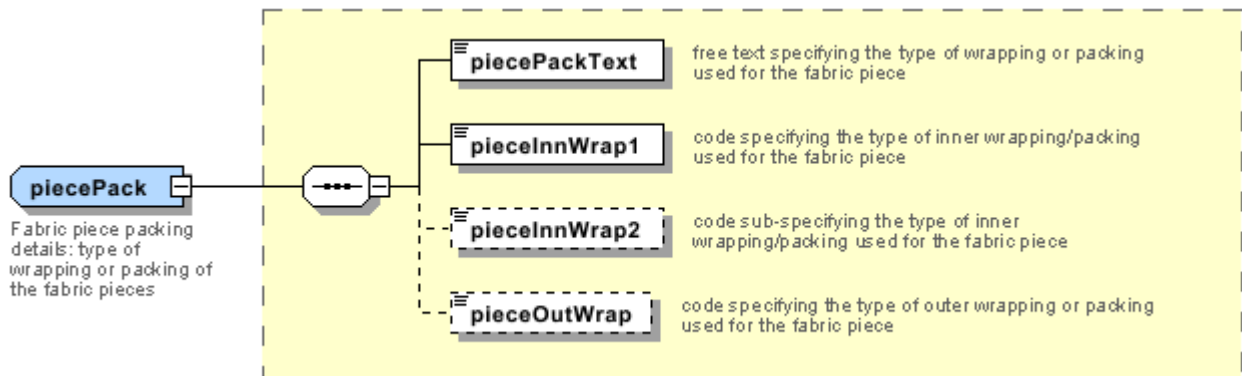 piecePackText
free text specifying the type of wrapping or packing
used for the fabric piece
pieceInnWrap1
code specifying the type of inner wrapping/packing
used for the fabric piece
piecePack
Fabric piece packing
details: type of
wrapping or packing of
the fabric pieces
pieceInnWrap2
code sub-specifying the type of inner
wrapping/packing used for the fabric piece
pieceOutWrap
code specifying the type of outer wrapping or packing
used for the fabric piece